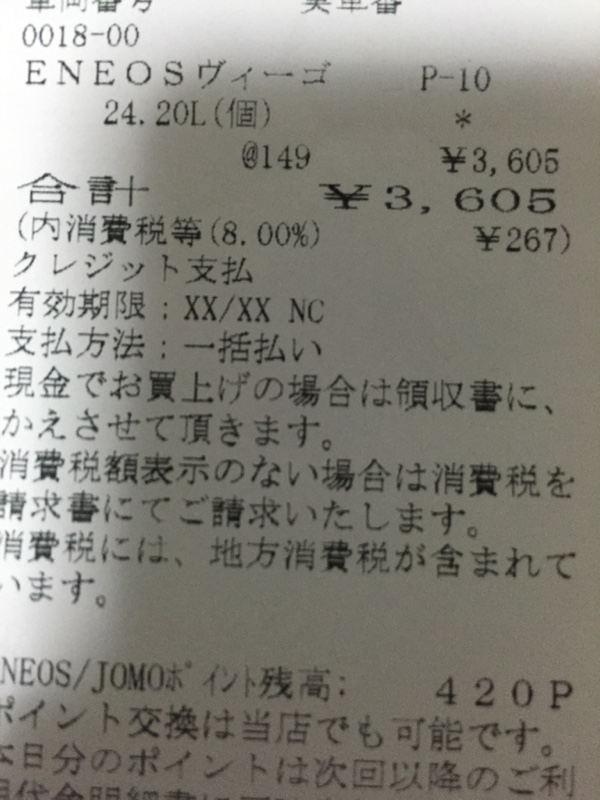 車両番号 実車番
0018-00
ENEOSヴィーゴ P-10
24.20L(個) *
@149 ¥3,605
合計 ¥3,605
(内消費税等(8.00%) ¥267)
クレジット支払
有効期限:XX/XX NC
支払方法:一括払い
現金でお買上げの場合は領収書に、
かえさせて頂きます。
消費税額表示のない場合は消費税を
請求書にてご請求いたします。
消費税には、地方消費税が含まれて
います。
NEOS/JOMOポイント残高: 420P
ポイント交換は当店でも可能です。
本日分のポイントは次回以降のご利